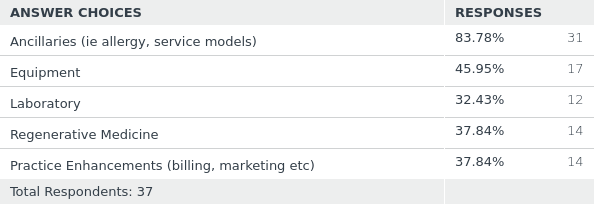 ANSWER CHOICES RESPONSES
Ancillaries (ie allergy, service models) 83.78% 31
Equipment 45.95% 17
Laboratory 32.43% 12
Regenerative Medicine 37.84% 14
Practice Enhancements (billing, marketing etc) 37.84% 14
Total Respondents: 37